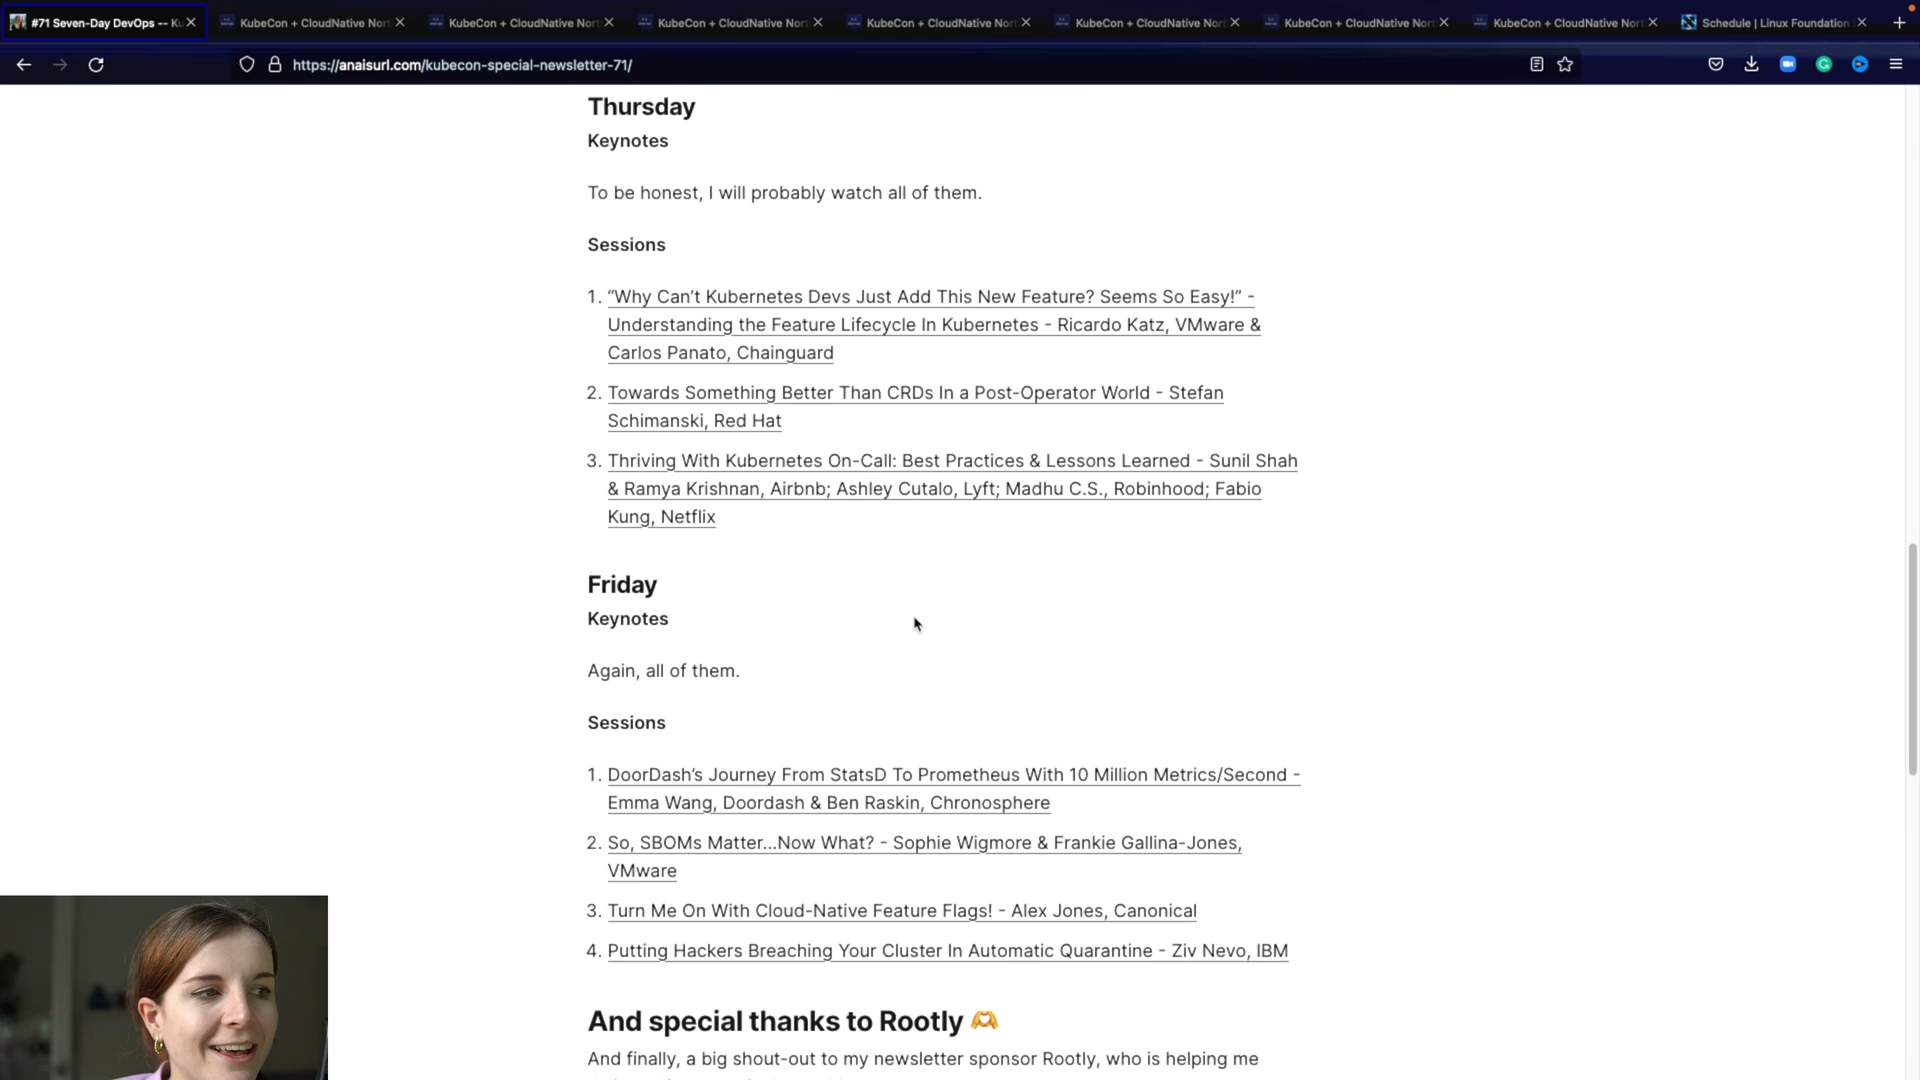 #71 Seven-Day DevOps -- Ku
KubeCon + CloudNative Nort
KubeCon + CloudNative Nort
KubeCon + CloudNative Nort
KubeCon + CloudNative Nort
KubeCon + CloudNative Nort
KubeCon + CloudNative Nort
KubeCon + CloudNative Nort
Schedule | Linux Foundation
https://anaisurl.com/kubecon-special-newsletter-71/
Thursday
Keynotes
To be honest, I will probably watch all of them.
Sessions
1. “Why Can’t Kubernetes Devs Just Add This New Feature? Seems So Easy!” -
Understanding the Feature Lifecycle In Kubernetes - Ricardo Katz, VMware &
Carlos Panato, Chainguard
2. Towards Something Better Than CRDs In a Post-Operator World - Stefan
Schimanski, Red Hat
3. Thriving With Kubernetes On-Call: Best Practices & Lessons Learned - Sunil Shah
& Ramya Krishnan, Airbnb; Ashley Cutalo, Lyft; Madhu C.S., Robinhood; Fabio
Kung, Netflix
Friday
Keynotes
Again, all of them.
Sessions
1. DoorDash’s Journey From StatsD To Prometheus With 10 Million Metrics/Second -
Emma Wang, Doordash & Ben Raskin, Chronosphere
2. So, SBOMs Matter...Now What? - Sophie Wigmore & Frankie Gallina-Jones,
VMware
3. Turn Me On With Cloud-Native Feature Flags! - Alex Jones, Canonical
4. Putting Hackers Breaching Your Cluster In Automatic Quarantine - Ziv Nevo, IBM
And special thanks to Rootly 🫶
And finally, a big shout-out to my newsletter sponsor Rootly, who is helping me